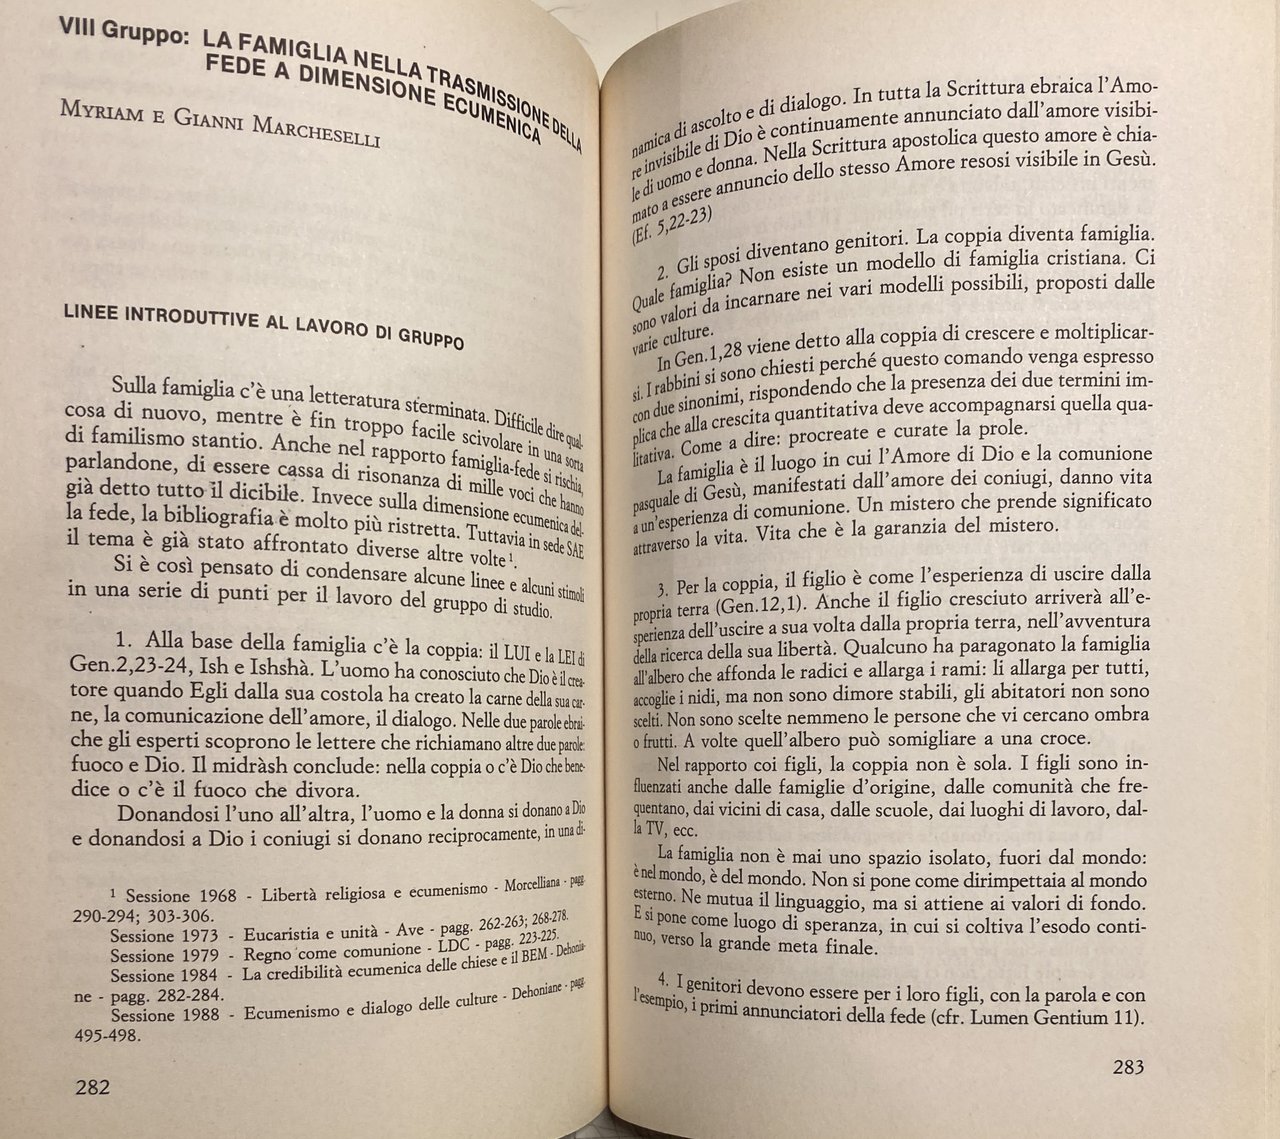 VIII Gruppo: LA FAMIGLIA NELLA TRASMISSIONE DELLA
FEDE A DIMENSIONE ECUMENICA
MYRIAM E GIANNI MARCHESELLI
LINEE INTRODUTTIVE AL LAVORO DI GRUPPO
Sulla famiglia c'è una letteratura sterminata. Difficile dire qual-
cosa di nuovo, mentre è fin troppo facile scivolare in una sorta
di familismo stantio. Anche nel rapporto famiglia-fede si rischia,
parlandone, di essere cassa di risonanza di mille voci che hanno
già detto tutto il dicibile. Invece sulla dimensione ecumenica del-
la fede, la bibliografia è molto più ristretta. Tuttavia in sede SAE
il tema è già stato affrontato diverse altre volte¹.
Si è così pensato di condensare alcune linee e alcuni stimoli
in una serie di punti per il lavoro del gruppo di studio.
1. Alla base della famiglia c'è la coppia: il LUI e la LEI di
Gen.2,23-24, Ish e Ishshà. L'uomo ha conosciuto che Dio è il crea-
tore quando Egli dalla sua costola ha creato la carne della sua car-
ne, la comunicazione dell'amore, il dialogo. Nelle due parole ebrai-
che gli esperti scoprono le lettere che richiamano altre due parole:
fuoco e Dio. Il midràsh conclude: nella coppia o c'è Dio che bene-
dice o c'è il fuoco che divora.
Donandosi l'uno all'altra, l'uomo e la donna si donano a Dio
e donandosi a Dio i coniugi si donano reciprocamente, in una di-
¹ Sessione 1968 - Libertà religiosa e ecumenismo - Morcelliana - pagg.
290-294; 303-306.
Sessione 1973 - Eucaristia e unità - Ave - pagg. 262-263; 268-278.
Sessione 1979 - Regno come comunione - LDC - pagg. 223-225.
Sessione 1984 - La credibilità ecumenica delle chiese e il BEM - Dehonia-
ne - pagg. 282-284.
Sessione 1988 - Ecumenismo e dialogo delle culture - Dehoniane - pagg.
495-498.
282
namica di ascolto e di dialogo. In tutta la Scrittura ebraica l'Amo-
re invisibile di Dio è continuamente annunciato dall'amore visibi-
le di uomo e donna. Nella Scrittura apostolica questo amore è chia-
mato a essere annuncio dello stesso Amore resosi visibile in Gesù.
(Ef. 5,22-23)
2. Gli sposi diventano genitori. La coppia diventa famiglia.
Quale famiglia? Non esiste un modello di famiglia cristiana. Ci
sono valori da incarnare nei vari modelli possibili, proposti dalle
varie culture.
In Gen.1,28 viene detto alla coppia di crescere e moltiplicar-
si. I rabbini si sono chiesti perché questo comando venga espresso
con due sinonimi, rispondendo che la presenza dei due termini im-
plica che alla crescita quantitativa deve accompagnarsi quella qua-
litativa. Come a dire: procreate e curate la prole.
La famiglia è il luogo in cui l'Amore di Dio e la comunione
pasquale di Gesù, manifestati dall'amore dei coniugi, danno vita
a un'esperienza di comunione. Un mistero che prende significato
attraverso la vita. Vita che è la garanzia del mistero.
3. Per la coppia, il figlio è come l'esperienza di uscire dalla
propria terra (Gen.12,1). Anche il figlio cresciuto arriverà all'e-
sperienza dell'uscire a sua volta dalla propria terra, nell'avventura
della ricerca della sua libertà. Qualcuno ha paragonato la famiglia
all'albero che affonda le radici e allarga i rami: li allarga per tutti,
accoglie i nidi, ma non sono dimore stabili, gli abitatori non sono
scelti. Non sono scelte nemmeno le persone che vi cercano ombra
o frutti. A volte quell'albero può somigliare a una croce.
Nel rapporto coi figli, la coppia non è sola. I figli sono in-
fluenzati anche dalle famiglie d'origine, dalle comunità che fre-
quentano, dai vicini di casa, dalle scuole, dai luoghi di lavoro, dal-
la TV, ecc.
La famiglia non è mai uno spazio isolato, fuori dal mondo:
è nel mondo, è del mondo. Non si pone come dirimpettaia al mondo
esterno. Ne mutua il linguaggio, ma si attiene ai valori di fondo.
E si pone come luogo di speranza, in cui si coltiva l'esodo conti-
nuo, verso la grande meta finale.
4. I genitori devono essere per i loro figli, con la parola e con
l'esempio, i primi annunciatori della fede (cfr. Lumen Gentium 11).
283